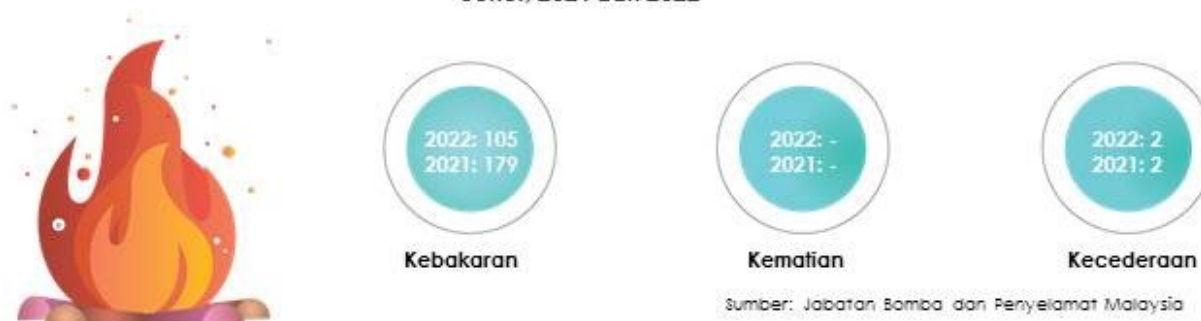 2022: 105
2021: 179
Kebakaran
2022: -
2021: -
Kematian
2022: 2
2021: 2
Kecederaan
Sumber: Jabatan Bomba dan Penyelamat Malaysia